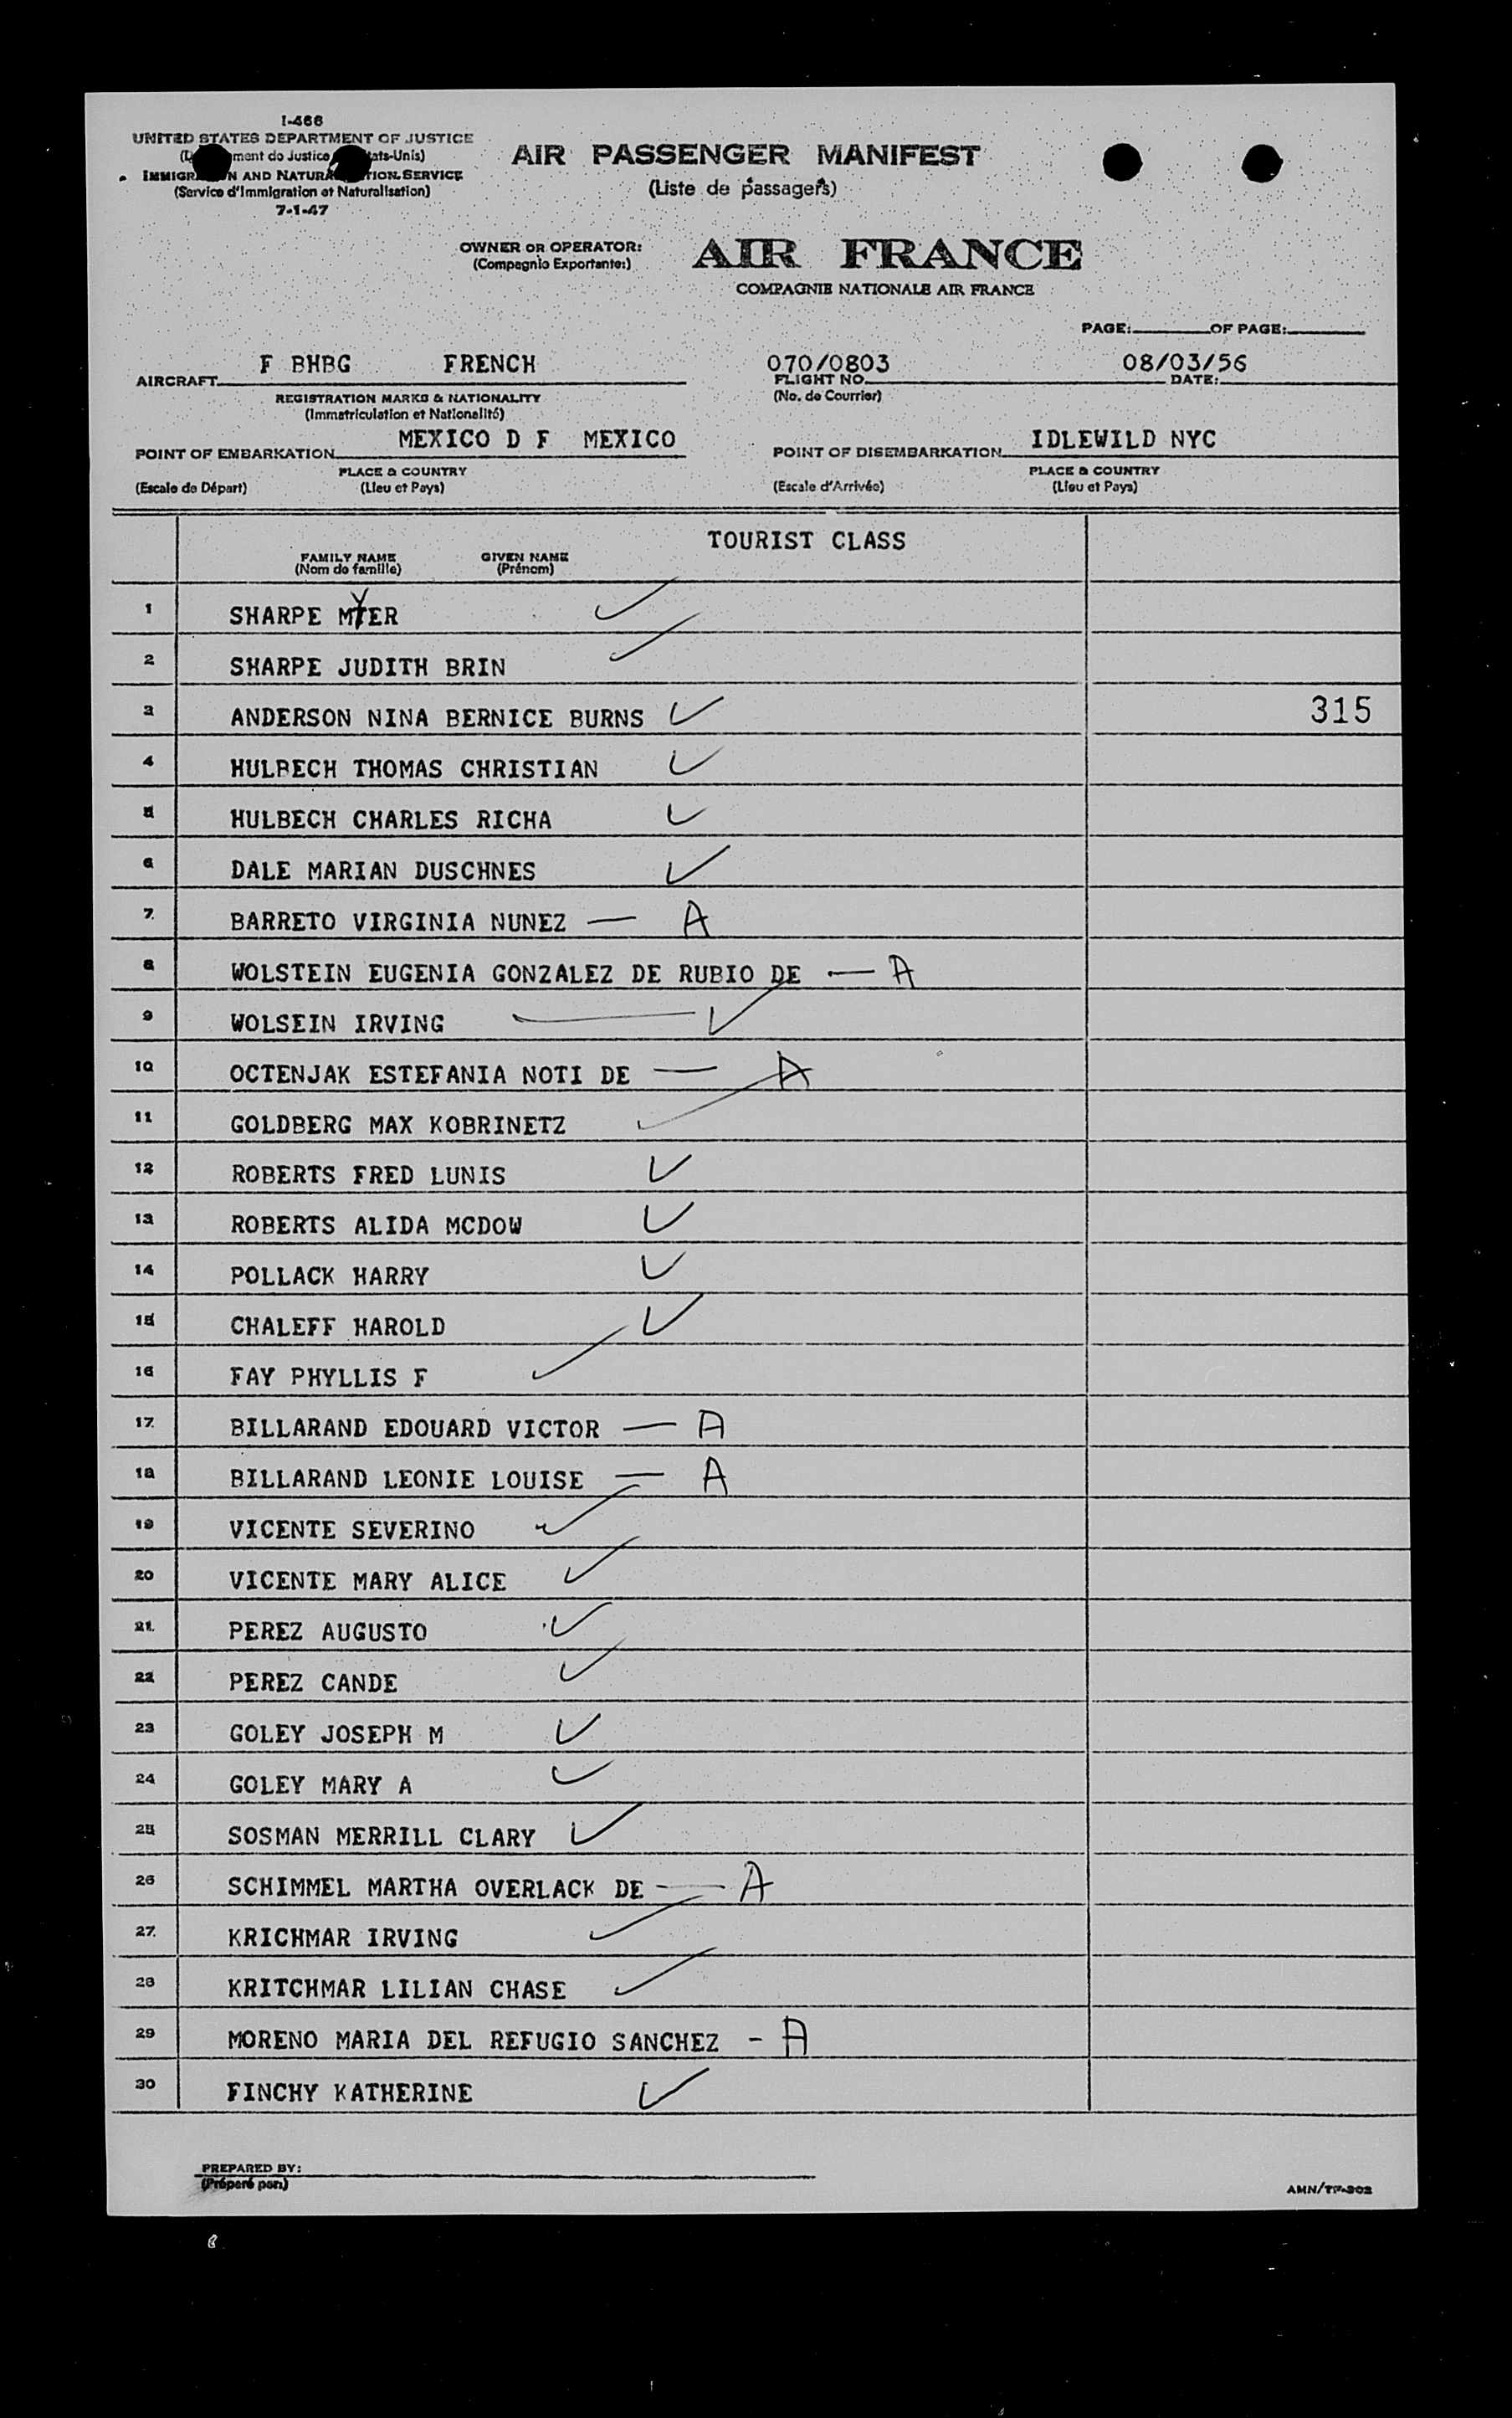 I-466
UNITED STATES DEPARTMENT OF JUSTICE
ment de Justice ats-Unis)
IMMIGR N AND NATURA TION SERVICE
(Service d'Immigration et Naturalisation)
7-1-47
AIR PASSENGER MANIFEST
(Liste de passagers)
OWNER OR OPERATOR:
(Compagnie Exportante:)
AIR FRANCE
COMPAGNIE NATIONALE AIR FRANCE
PAGE: OF PAGE:
F BHBG FRENCH 070/0803 08/03/56
AIRCRAFT FLIGHT NO. DATE:
REGISTRATION MARKS & NATIONALITY (No. de Courrier)
(Immatriculation et Nationalité)
MEXICO D F MEXICO IDLEWILD NYC
POINT OF EMBARKATION POINT OF DISEMBARKATION
PLACE & COUNTRY PLACE & COUNTRY
(Escale de Départ) (Lieu et Pays) (Escale d'Arrivée) (Lieu et Pays)
TOURIST CLASS
FAMILY NAME GIVEN NAME
(Nom de famille) (Prénom)
1 SHARPE MYER ✓
2 SHARPE JUDITH BRIN ✓
3 ANDERSON NINA BERNICE BURNS ✓ 315
4 HULBECH THOMAS CHRISTIAN ✓
5 HULBECH CHARLES RICHA ✓
6 DALE MARIAN DUSCHNES ✓
7 BARRETO VIRGINIA NUNEZ — A
8 WOLSTEIN EUGENIA GONZALEZ DE RUBIO DE — A
9 WOLSEIN IRVING — ✓
10 OCTENJAK ESTEFANIA NOTI DE — A
11 GOLDBERG MAX KOBRINETZ ✓
12 ROBERTS FRED LUNIS ✓
13 ROBERTS ALIDA MCDOW ✓
14 POLLACK HARRY ✓
15 CHALEFF HAROLD ✓
16 FAY PHYLLIS F ✓
17 BILLARAND EDOUARD VICTOR — A
18 BILLARAND LEONIE LOUISE — A
19 VICENTE SEVERINO ✓
20 VICENTE MARY ALICE ✓
21 PEREZ AUGUSTO ✓
22 PEREZ CANDE ✓
23 GOLEY JOSEPH M ✓
24 GOLEY MARY A ✓
25 SOSMAN MERRILL CLARY ✓
26 SCHIMMEL MARTHA OVERLACK DE — A
27 KRICHMAR IRVING ✓
28 KRITCHMAR LILIAN CHASE ✓
29 MORENO MARIA DEL REFUGIO SANCHEZ - A
30 FINCHY KATHERINE ✓
PREPARED BY:
(Préparé par:)